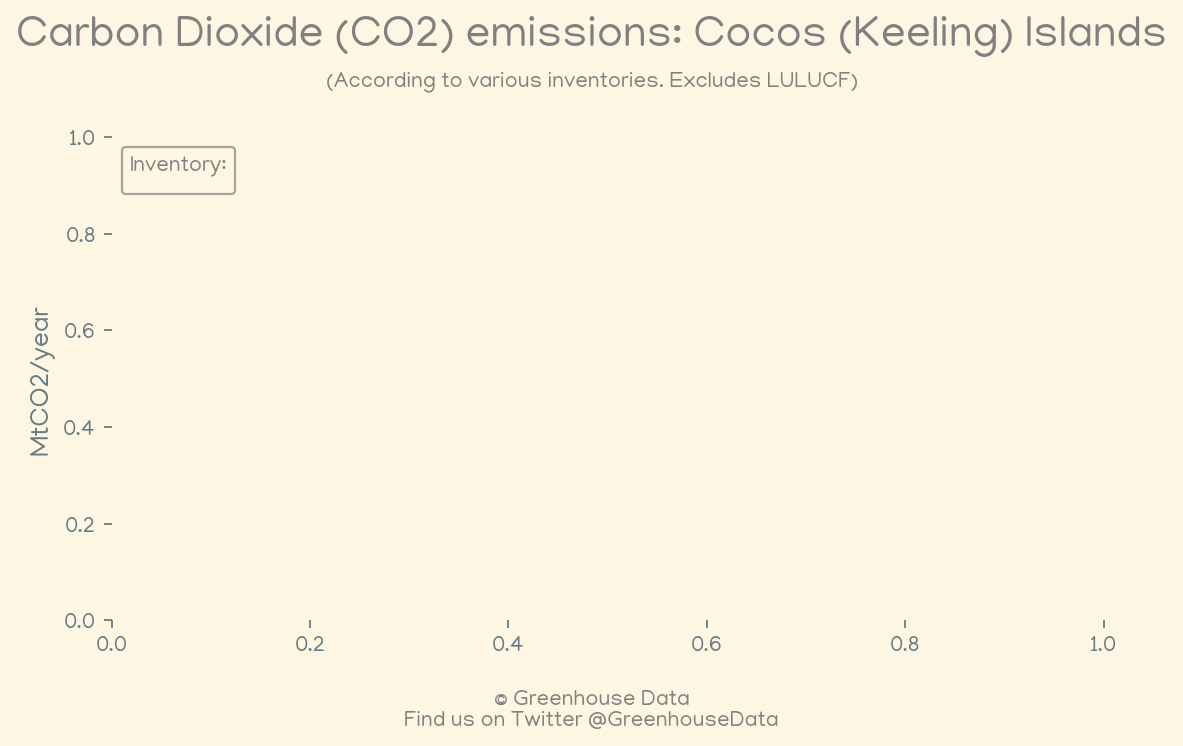 Carbon Dioxide (CO2) emissions: Cocos (Keeling) Islands
(According to various inventories. Excludes LULUCF)
1.0
Inventory:
0.8
0.6
MtCO2/year
0.4
0.2
0.0
0.0 0.2 0.4 0.6 0.8 1.0
© Greenhouse Data
Find us on Twitter @GreenhouseData